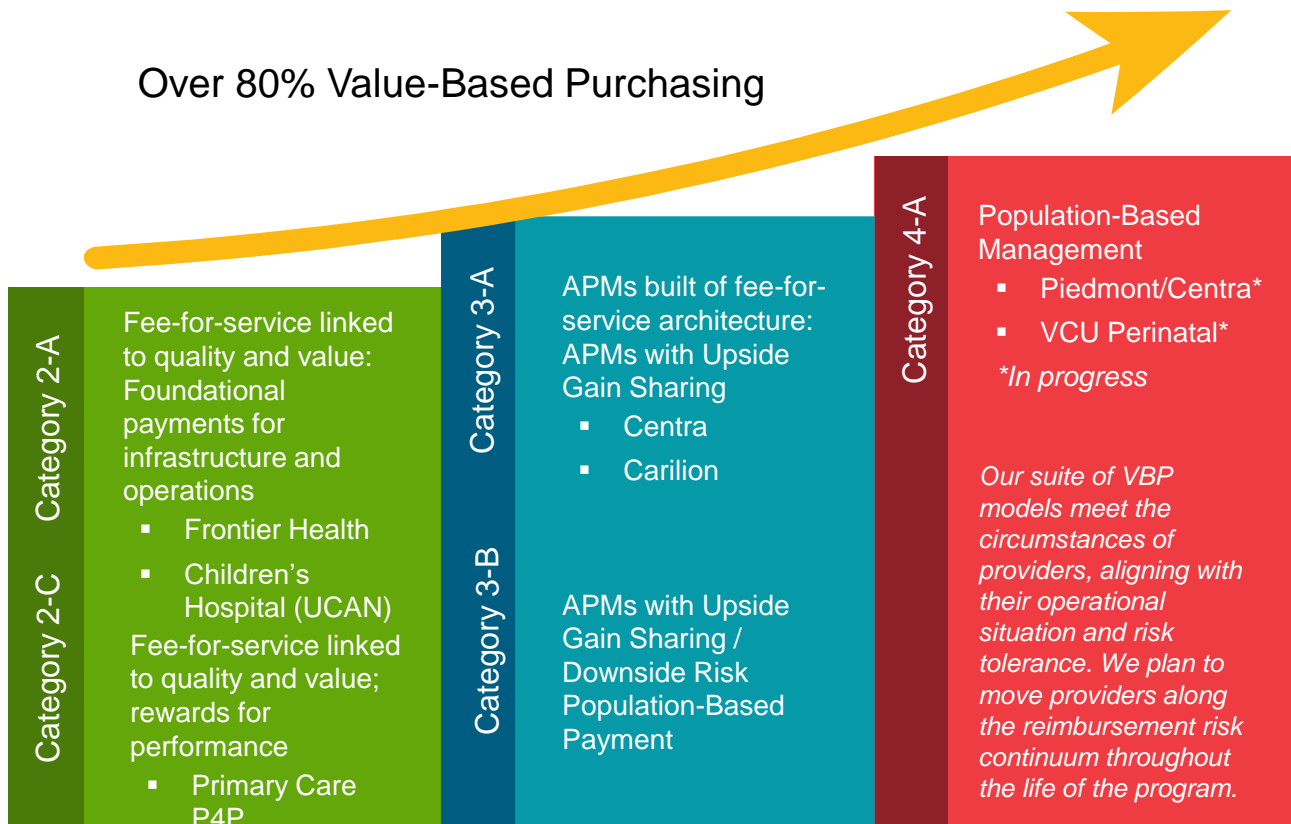 Over 80% Value-Based Purchasing
Category 2-A
Fee-for-service linked
to quality and value:
Foundational
payments for
infrastructure and
operations
▪ Frontier Health
▪ Children's
Hospital (UCAN)
Category 2-C
Fee-for-service linked
to quality and value;
rewards for
performance
▪ Primary Care
P4P
Category 3-A
APMs built of fee-for-
service architecture:
APMs with Upside
Gain Sharing
▪ Centra
▪ Carilion
Category 3-B
APMs with Upside
Gain Sharing /
Downside Risk
Population-Based
Payment
Category 4-A
Population-Based
Management
▪ Piedmont/Centra*
▪ VCU Perinatal*
*In progress
Our suite of VBP
models meet the
circumstances of
providers, aligning with
their operational
situation and risk
tolerance. We plan to
move providers along
the reimbursement risk
continuum throughout
the life of the program.